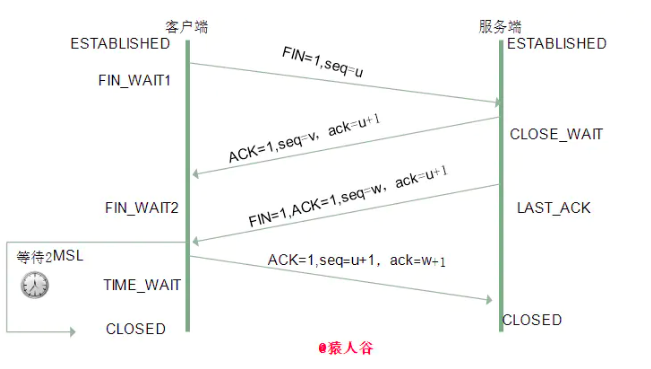 客户端
服务端
ESTABLISHED
ESTABLISHED
FIN=1,seq=u
FIN_WAIT1
ACK=1,seq=v，ack=u+1
CLOSE_WAIT
FIN=1,ACK=1,seq=w，ack=u+1
FIN_WAIT2
LAST_ACK
等待2MSL
ACK=1,seq=u+1，ack=w+1
TIME_WAIT
CLOSED
CLOSED
@猿人谷